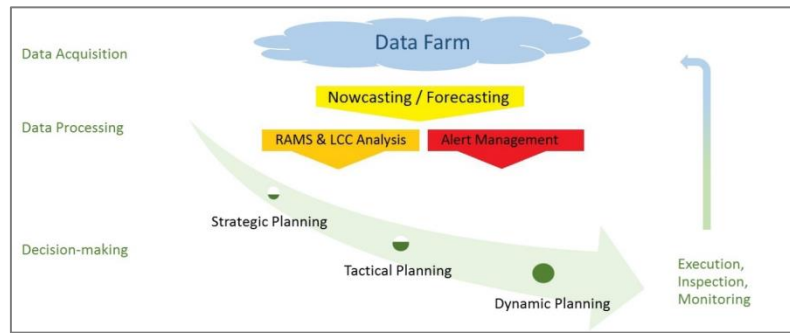 Data Acquisition
Data Farm
Nowcasting / Forecasting
Data Processing
RAMS & LCC Analysis
Alert Management
Strategic Planning
Decision-making
Tactical Planning
Dynamic Planning
Execution,
Inspection,
Monitoring